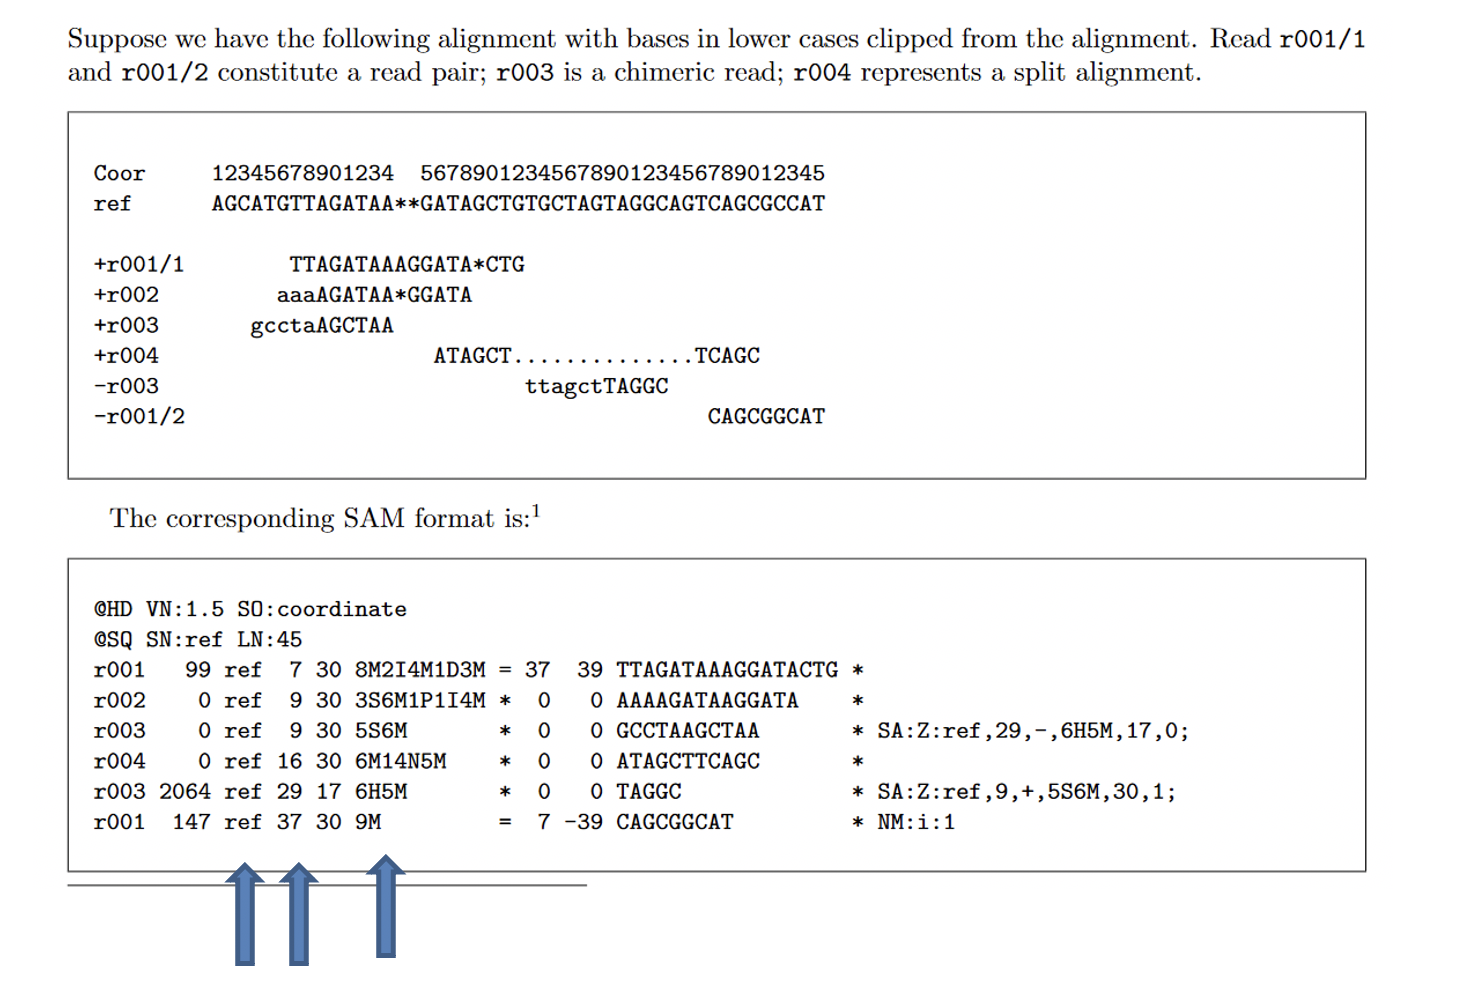 Suppose we have the following alignment with bases in lower cases clipped from the alignment. Read r001/1
and r001/2 constitute a read pair; r003 is a chimeric read; r004 represents a split alignment.
Coor     12345678901234  5678901234567890123456789012345
ref      AGCATGTTAGATAA**GATAGCTGTGCTAGTAGGCAGTCAGCGCCAT
+r001/1        TTAGATAAAGGATA*CTG
+r002         aaaAGATAA*GGATA
+r003       gcctaAGCTAA
+r004                     ATAGCT..............TCAGC
-r003                            ttagctTAGGC
-r001/2                                        CAGCGGCAT
The corresponding SAM format is:1
@HD VN:1.5 SO:coordinate
@SQ SN:ref LN:45
r001   99 ref  7 30 8M2I4M1D3M = 37  39 TTAGATAAAGGATACTG *
r002    0 ref  9 30 3S6M1P1I4M *  0   0 AAAAGATAAGGATA    *
r003    0 ref  9 30 5S6M       *  0   0 GCCTAAGCTAA       * SA:Z:ref,29,-,6H5M,17,0;
r004    0 ref 16 30 6M14N5M    *  0   0 ATAGCTTCAGC       *
r003 2064 ref 29 17 6H5M       *  0   0 TAGGC             * SA:Z:ref,9,+,5S6M,30,1;
r001  147 ref 37 30 9M         =  7 -39 CAGCGGCAT         * NM:i:1